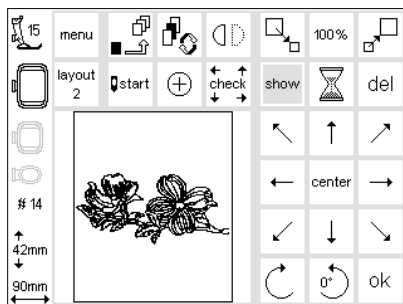 15
menu
100%
layout
2
start
check
show
del
center
# 14
42mm
90mm
0°
ok